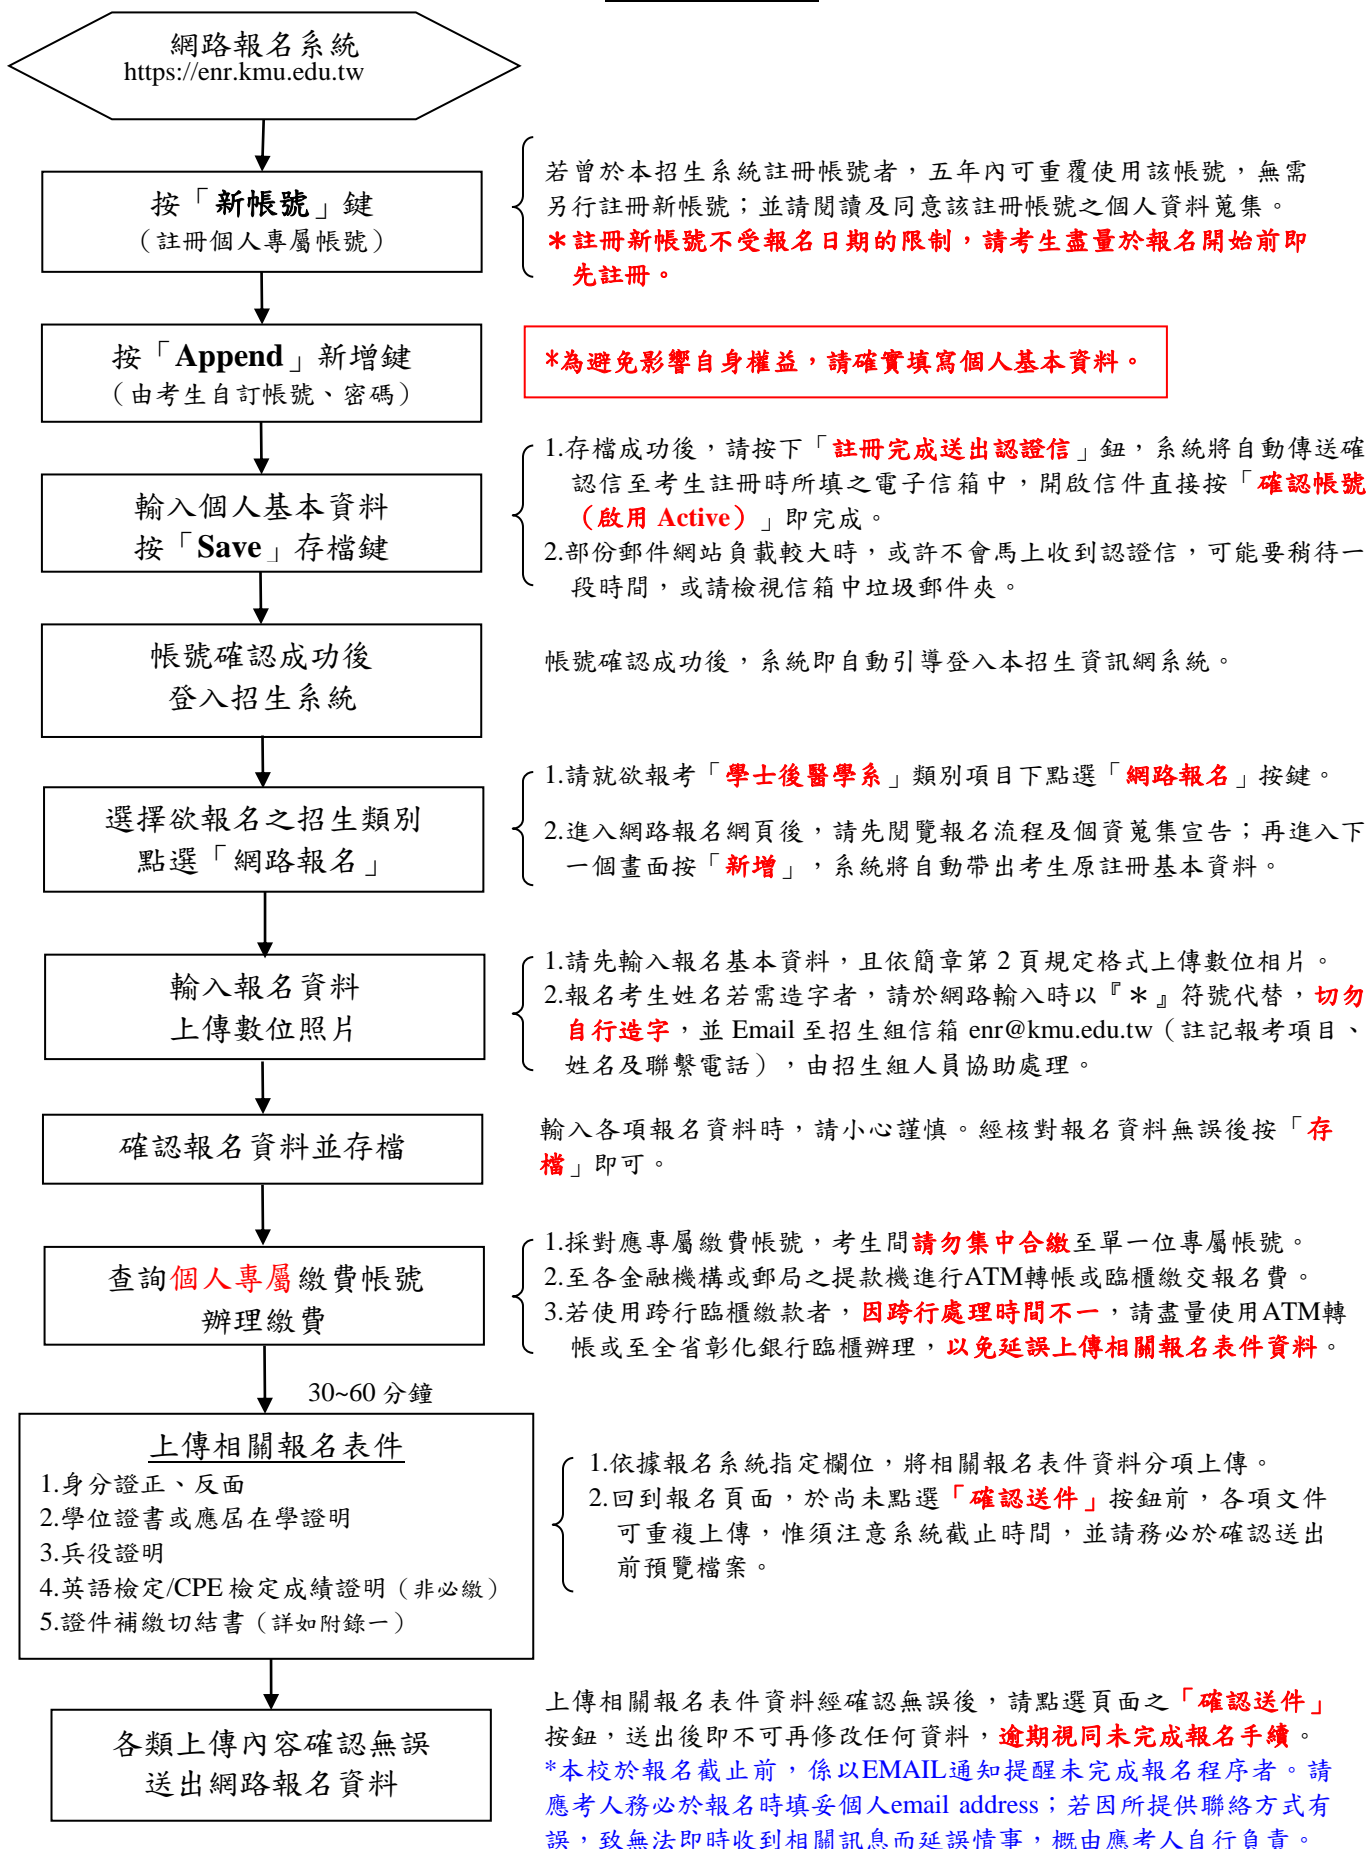 網路報名系統
https://enr.kmu.edu.tw
按「新帳號」鍵
（註冊個人專屬帳號）
若曾於本招生系統註冊帳號者，五年內可重覆使用該帳號，無需
另行註冊新帳號；並請閱讀及同意該註冊帳號之個人資料蒐集。
＊註冊新帳號不受報名日期的限制，請考生盡量於報名開始前即
先註冊。
按「Append」新增鍵
（由考生自訂帳號、密碼）
*為避免影響自身權益，請確實填寫個人基本資料。
輸入個人基本資料
按「Save」存檔鍵
1.存檔成功後，請按下「註冊完成送出認證信」鈕，系統將自動傳送確
認信至考生註冊時所填之電子信箱中，開啟信件直接按「確認帳號
（啟用 Active）」即完成。
2.部份郵件網站負載較大時，或許不會馬上收到認證信，可能要稍待一
段時間，或請檢視信箱中垃圾郵件夾。
帳號確認成功後
登入招生系統
帳號確認成功後，系統即自動引導登入本招生資訊網系統。
選擇欲報名之招生類別
點選「網路報名」
1.請就欲報考「學士後醫學系」類別項目下點選「網路報名」按鍵。
2.進入網路報名網頁後，請先閱覽報名流程及個資蒐集宣告；再進入下
一個畫面按「新增」，系統將自動帶出考生原註冊基本資料。
輸入報名資料
上傳數位照片
1.請先輸入報名基本資料，且依簡章第 2 頁規定格式上傳數位相片。
2.報名考生姓名若需造字者，請於網路輸入時以『＊』符號代替，切勿
自行造字，並 Email 至招生組信箱 enr@kmu.edu.tw（註記報考項目、
姓名及聯繫電話），由招生組人員協助處理。
確認報名資料並存檔
輸入各項報名資料時，請小心謹慎。經核對報名資料無誤後按「存
檔」即可。
查詢個人專屬繳費帳號
辦理繳費
1.採對應專屬繳費帳號，考生間請勿集中合繳至單一位專屬帳號。
2.至各金融機構或郵局之提款機進行ATM轉帳或臨櫃繳交報名費。
3.若使用跨行臨櫃繳款者，因跨行處理時間不一，請盡量使用ATM轉
帳或至全省彰化銀行臨櫃辦理，以免延誤上傳相關報名表件資料。
30~60 分鐘
上傳相關報名表件
1.身分證正、反面
2.學位證書或應屆在學證明
3.兵役證明
4.英語檢定/CPE 檢定成績證明（非必繳）
5.證件補繳切結書（詳如附錄一）
1.依據報名系統指定欄位，將相關報名表件資料分項上傳。
2.回到報名頁面，於尚未點選「確認送件」按鈕前，各項文件
可重複上傳，惟須注意系統截止時間，並請務必於確認送出
前預覽檔案。
各類上傳內容確認無誤
送出網路報名資料
上傳相關報名表件資料經確認無誤後，請點選頁面之「確認送件」
按鈕，送出後即不可再修改任何資料，逾期視同未完成報名手續。
*本校於報名截止前，係以EMAIL通知提醒未完成報名程序者。請
應考人務必於報名時填妥個人email address；若因所提供聯絡方式有
誤，致無法即時收到相關訊息而延誤情事，概由應考人自行負責。